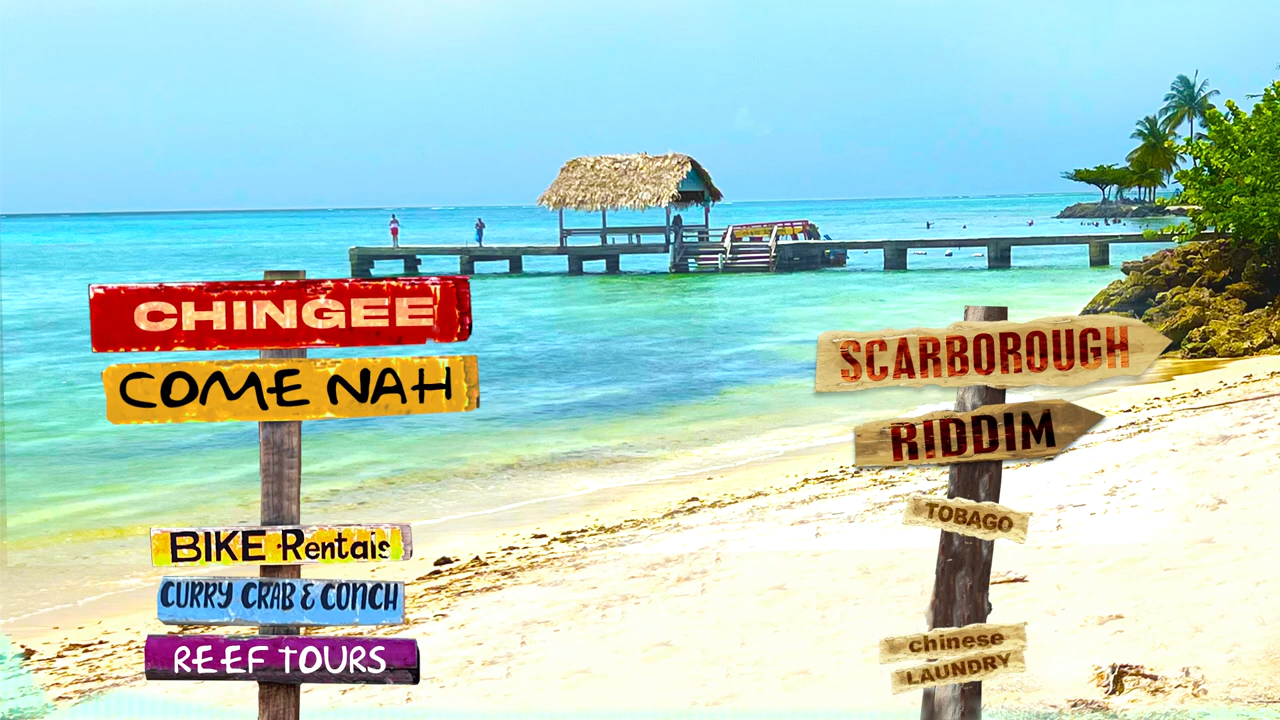 CHINGEE
COME NAH
BIKE Rentals
CURRY CRAB & CONCH
REEF TOURS
SCARBOROUGH
RIDDIM
TOBAGO
chinese
LAUNDRY